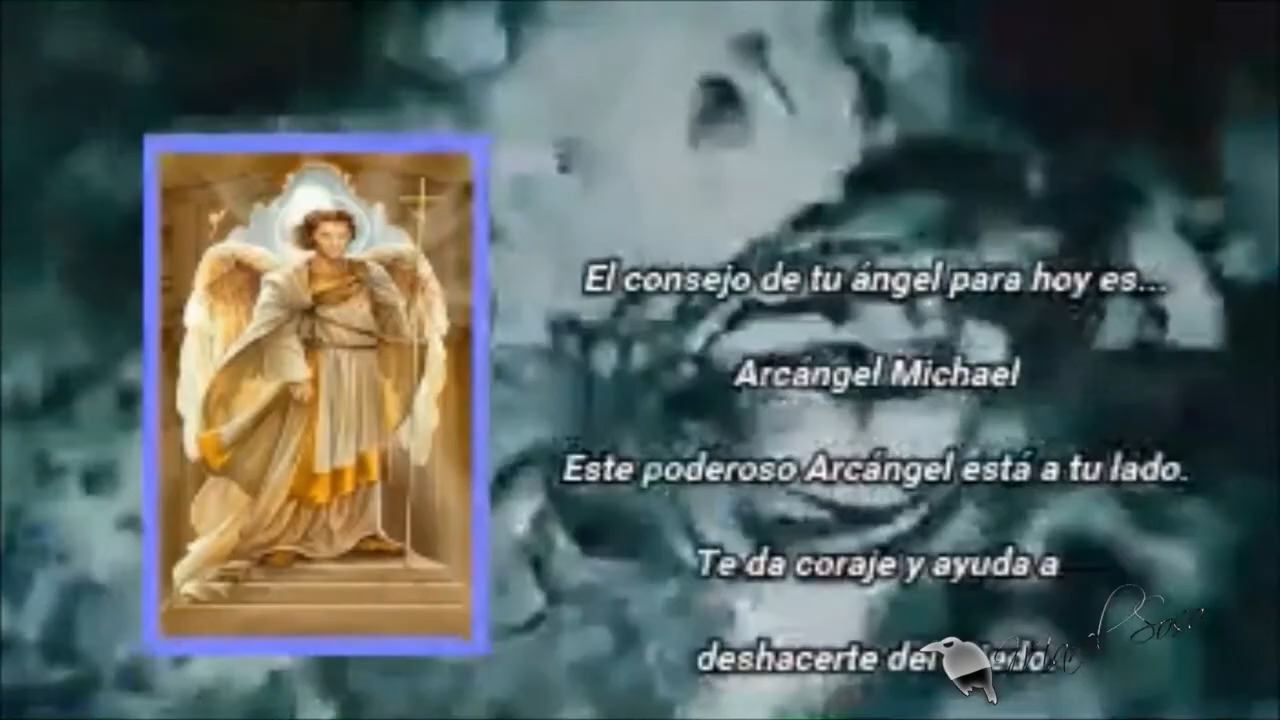 El consejo de tu ángel para hoy es...
Arcángel Michael
Este poderoso Arcángel está a tu lado.
Te da coraje y ayuda a
deshacerte del